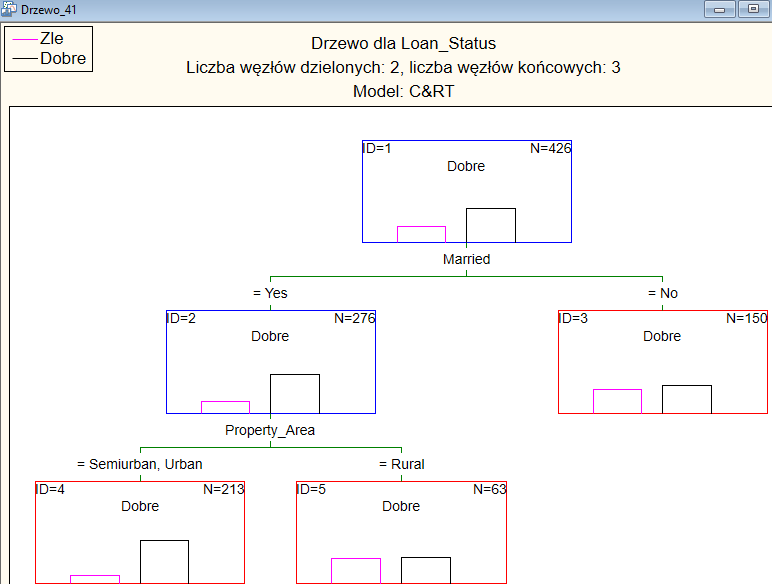 Drzewo_41
Zle
Dobre
Drzewo dla Loan_Status
Liczba węzłów dzielonych: 2, liczba węzłów końcowych: 3
Model: C&RT
ID=1 N=426
Dobre
Married
= Yes = No
ID=2 N=276 ID=3 N=150
Dobre Dobre
Property_Area
= Semiurban, Urban = Rural
ID=4 N=213 ID=5 N=63
Dobre Dobre